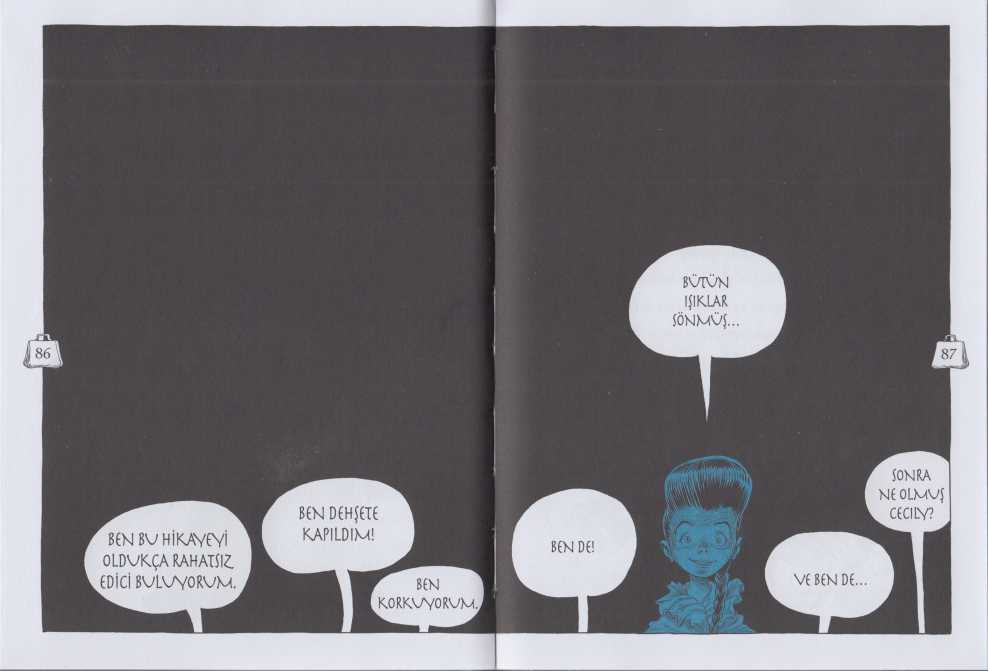 86
BEN BU HİKAYEYİ
OLDUKÇA RAHATSIZ
EDİCİ BULUYORUM.
BEN DEHŞETE
KAPILDIM!
BEN
KORKUYORUM.
BÜTÜN
IŞIKLAR
SÖNMÜŞ...
87
BEN DE!
VE BEN DE...
SONRA
NE OLMUŞ
CECILY?